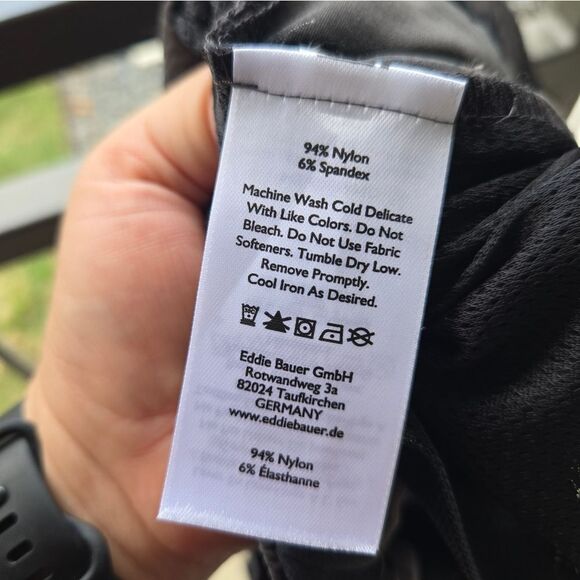 94% Nylon
6% Spandex
Machine Wash Cold Delicate
With Like Colors. Do Not
Bleach. Do Not Use Fabric
Softeners. Tumble Dry Low.
Remove Promptly.
Cool Iron As Desired.
Eddie Bauer GmbH
Rotwandweg 3a
82024 Taufkirchen
GERMANY
www.eddiebauer.de
94% Nylon
6% Élasthanne